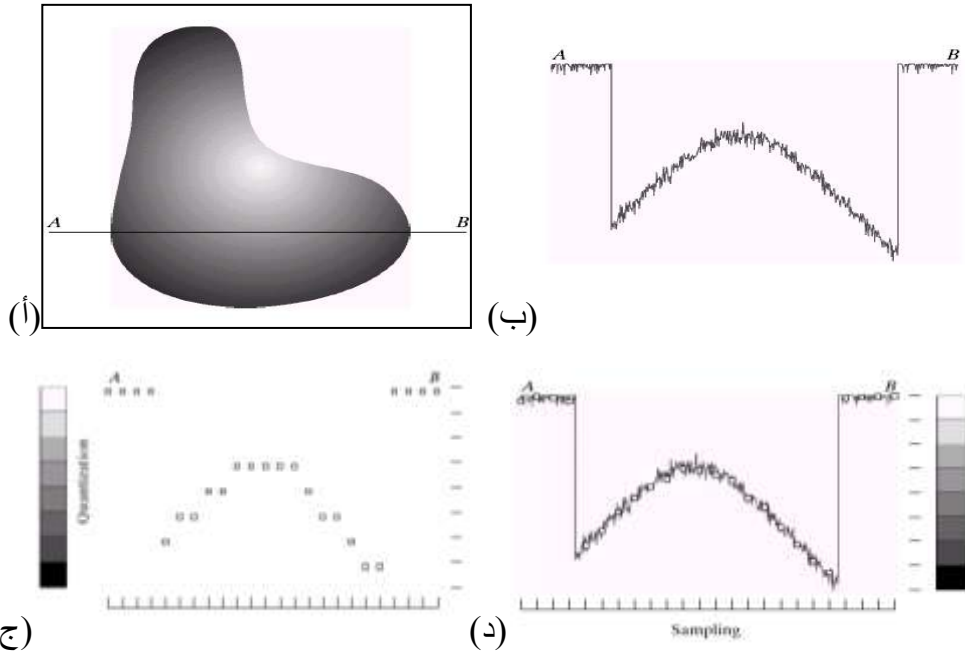 A B
(أ)
A B
(ب)
A B
Quantization
(ج
A B
Sampling
(د)